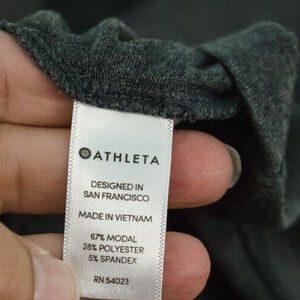 ATHLETA
DESIGNED IN
SAN FRANCISCO
MADE IN VIETNAM
67% MODAL
28% POLYESTER
5% SPANDEX
RN 54023